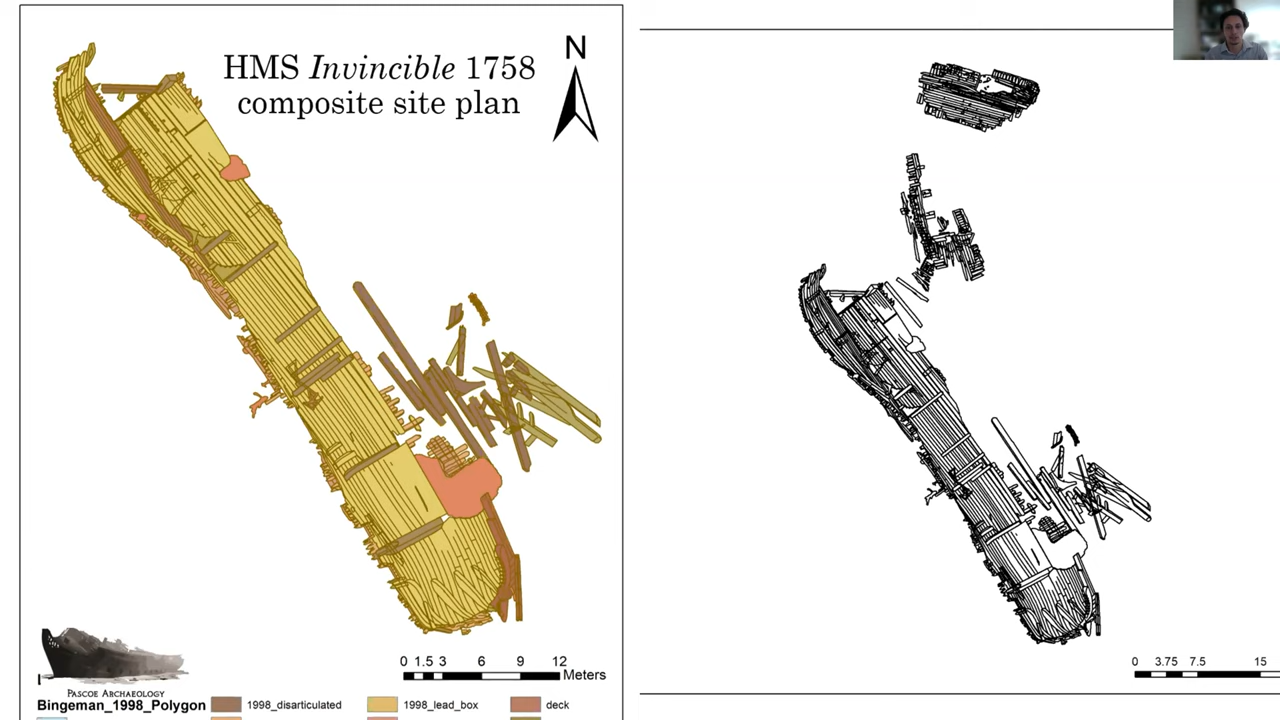 HMS Invincible 1758
composite site plan
N
0 1.5 3 6 9 12
Meters
PASCOE ARCHAEOLOGY
Bingeman_1998_Polygon
1998_disarticulated
1998_lead_box
deck
0 3.75 7.5 15